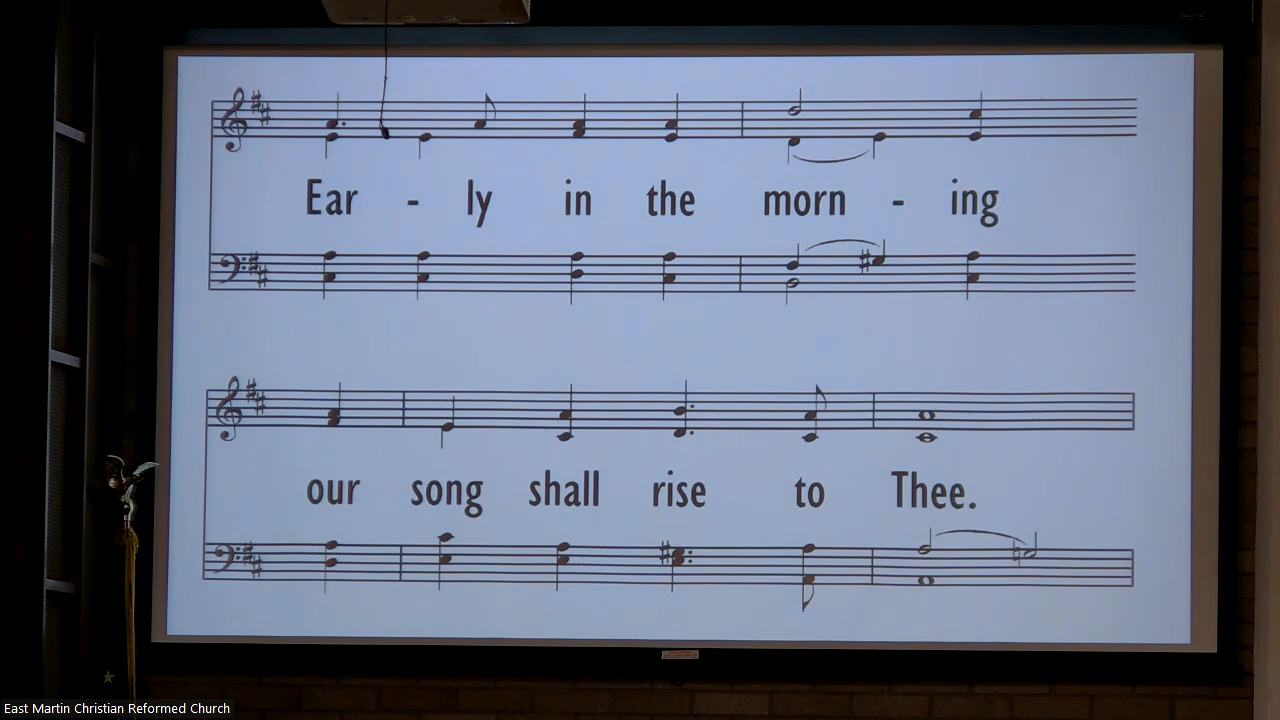 Ear - ly in the morn - ing
our song shall rise to Thee.
East Martin Christian Reformed Church